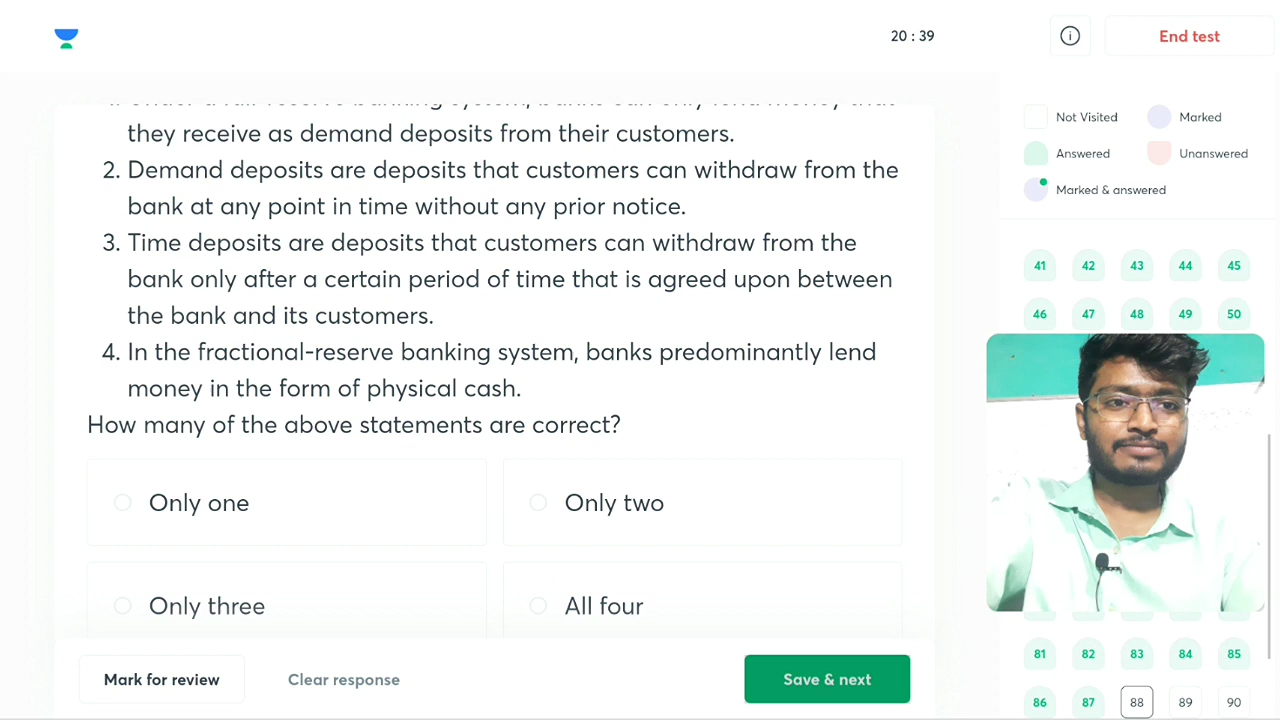 20 : 39
End test
they receive as demand deposits from their customers.
2. Demand deposits are deposits that customers can withdraw from the
bank at any point in time without any prior notice.
3. Time deposits are deposits that customers can withdraw from the
bank only after a certain period of time that is agreed upon between
the bank and its customers.
4. In the fractional-reserve banking system, banks predominantly lend
money in the form of physical cash.
How many of the above statements are correct?
Only one
Only two
Only three
All four
Mark for review
Clear response
Save & next
Not Visited
Marked
Answered
Unanswered
Marked & answered
41 42 43 44 45
46 47 48 49 50
81 82 83 84 85
86 87 88 89 90